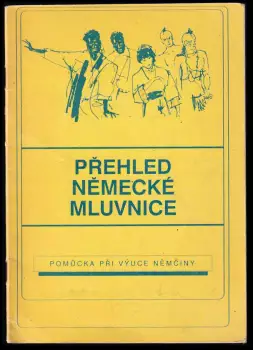 PŘEHLED
NĚMECKÉ
MLUVNICE
POMŮCKA PŘI VÝUCE NĚMČINY